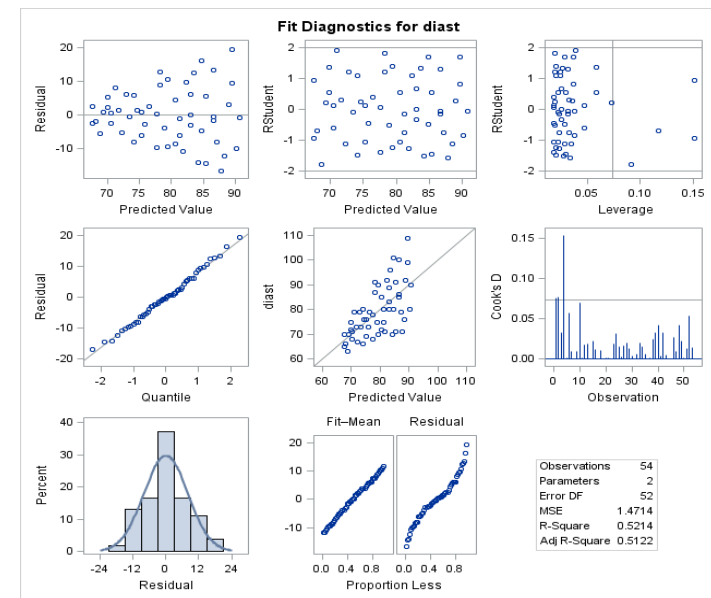 Fit Diagnostics for diast
20
10
0
-10
Residual
70 75 80 85 90
Predicted Value
2
1
0
-1
-2
RStudent
70 75 80 85 90
Predicted Value
2
1
0
-1
-2
RStudent
0.05 0.10 0.15
Leverage
20
10
0
-10
-20
Residual
-2 -1 0 1 2
Quantile
110
100
90
80
70
60
diast
60 70 80 90 100 110
Predicted Value
0.15
0.10
0.05
0.00
Cook's D
0 10 20 30 40 50
Observation
40
30
20
10
0
Percent
-24 -12 0 12 24
Residual
Fit–Mean Residual
20
10
0
-10
0.0 0.4 0.8 0.0 0.4 0.8
Proportion Less
Observations 54
Parameters 2
Error DF 52
MSE 1.4714
R-Square 0.5214
Adj R-Square 0.5122